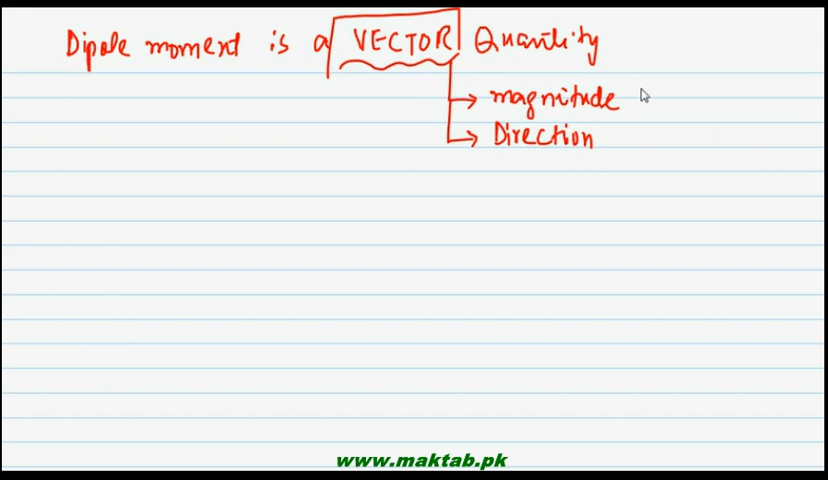 Dipole moment is a VECTOR Quantity
→ magnitude
→ Direction
www.maktab.pk